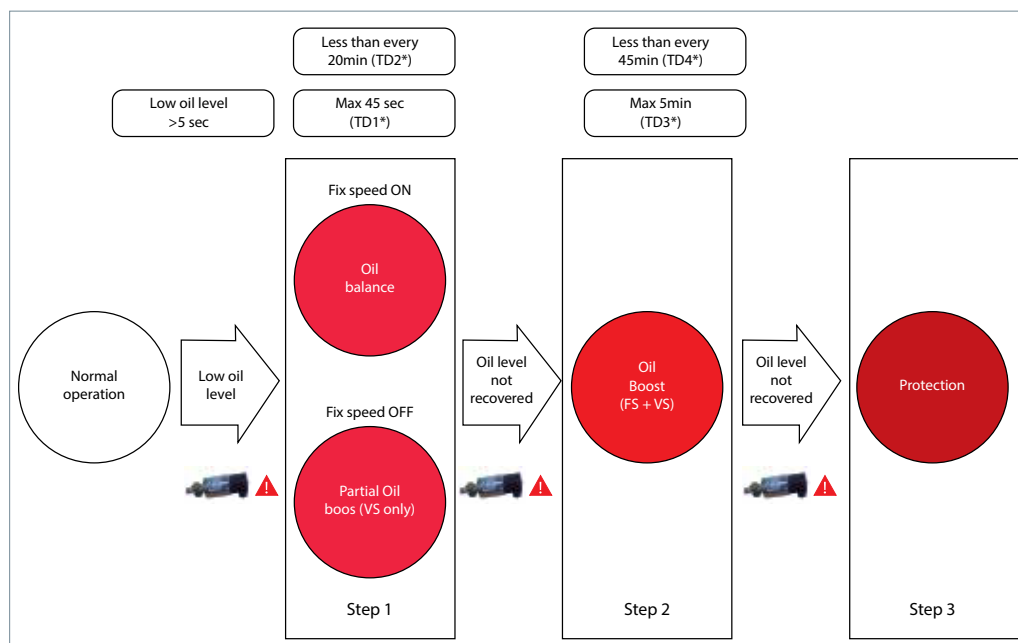 Less than every
20min (TD2*)
Less than every
45min (TD4*)
Low oil level
>5 sec
Max 45 sec
(TD1*)
Max 5min
(TD3*)
Fix speed ON
Oil
balance
Normal
operation
Low oil
level
Oil level
not
recovered
Oil
Boost
(FS + VS)
Oil level
not
recovered
Protection
Fix speed OFF
Partial Oil
boos (VS only)
!
!
!
Step 1
Step 2
Step 3